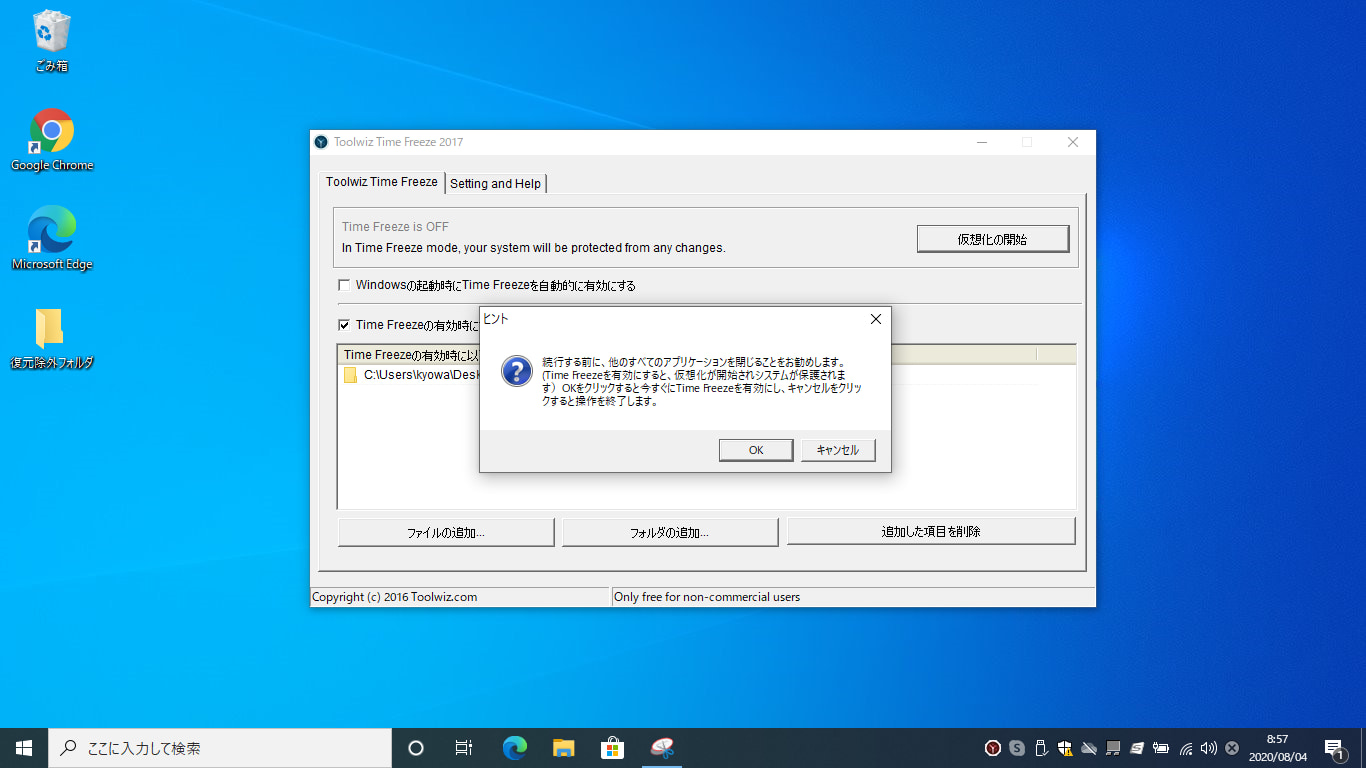 ごみ箱
Google Chrome
Microsoft Edge
復元除外フォルダ
Toolwiz Time Freeze 2017
Toolwiz Time Freeze
Setting and Help
Time Freeze is OFF
In Time Freeze mode, your system will be protected from any changes.
仮想化の開始
Windowsの起動時にTime Freezeを自動的に有効にする
Time Freezeの有効時に
Time Freezeの有効時に以
C:\Users\kyowa\Desk
ヒント
続行する前に、他のすべてのアプリケーションを閉じることをお勧めします。
(Time Freezeを有効にすると、仮想化が開始されシステムが保護されま
す）OKをクリックすると今すぐにTime Freezeを有効にし、キャンセルをクリッ
クすると操作を終了します。
OK
キャンセル
ファイルの追加...
フォルダの追加...
追加した項目を削除
Copyright (c) 2016 Toolwiz.com
Only free for non-commercial users
ここに入力して検索
8:57
2020/08/04
1